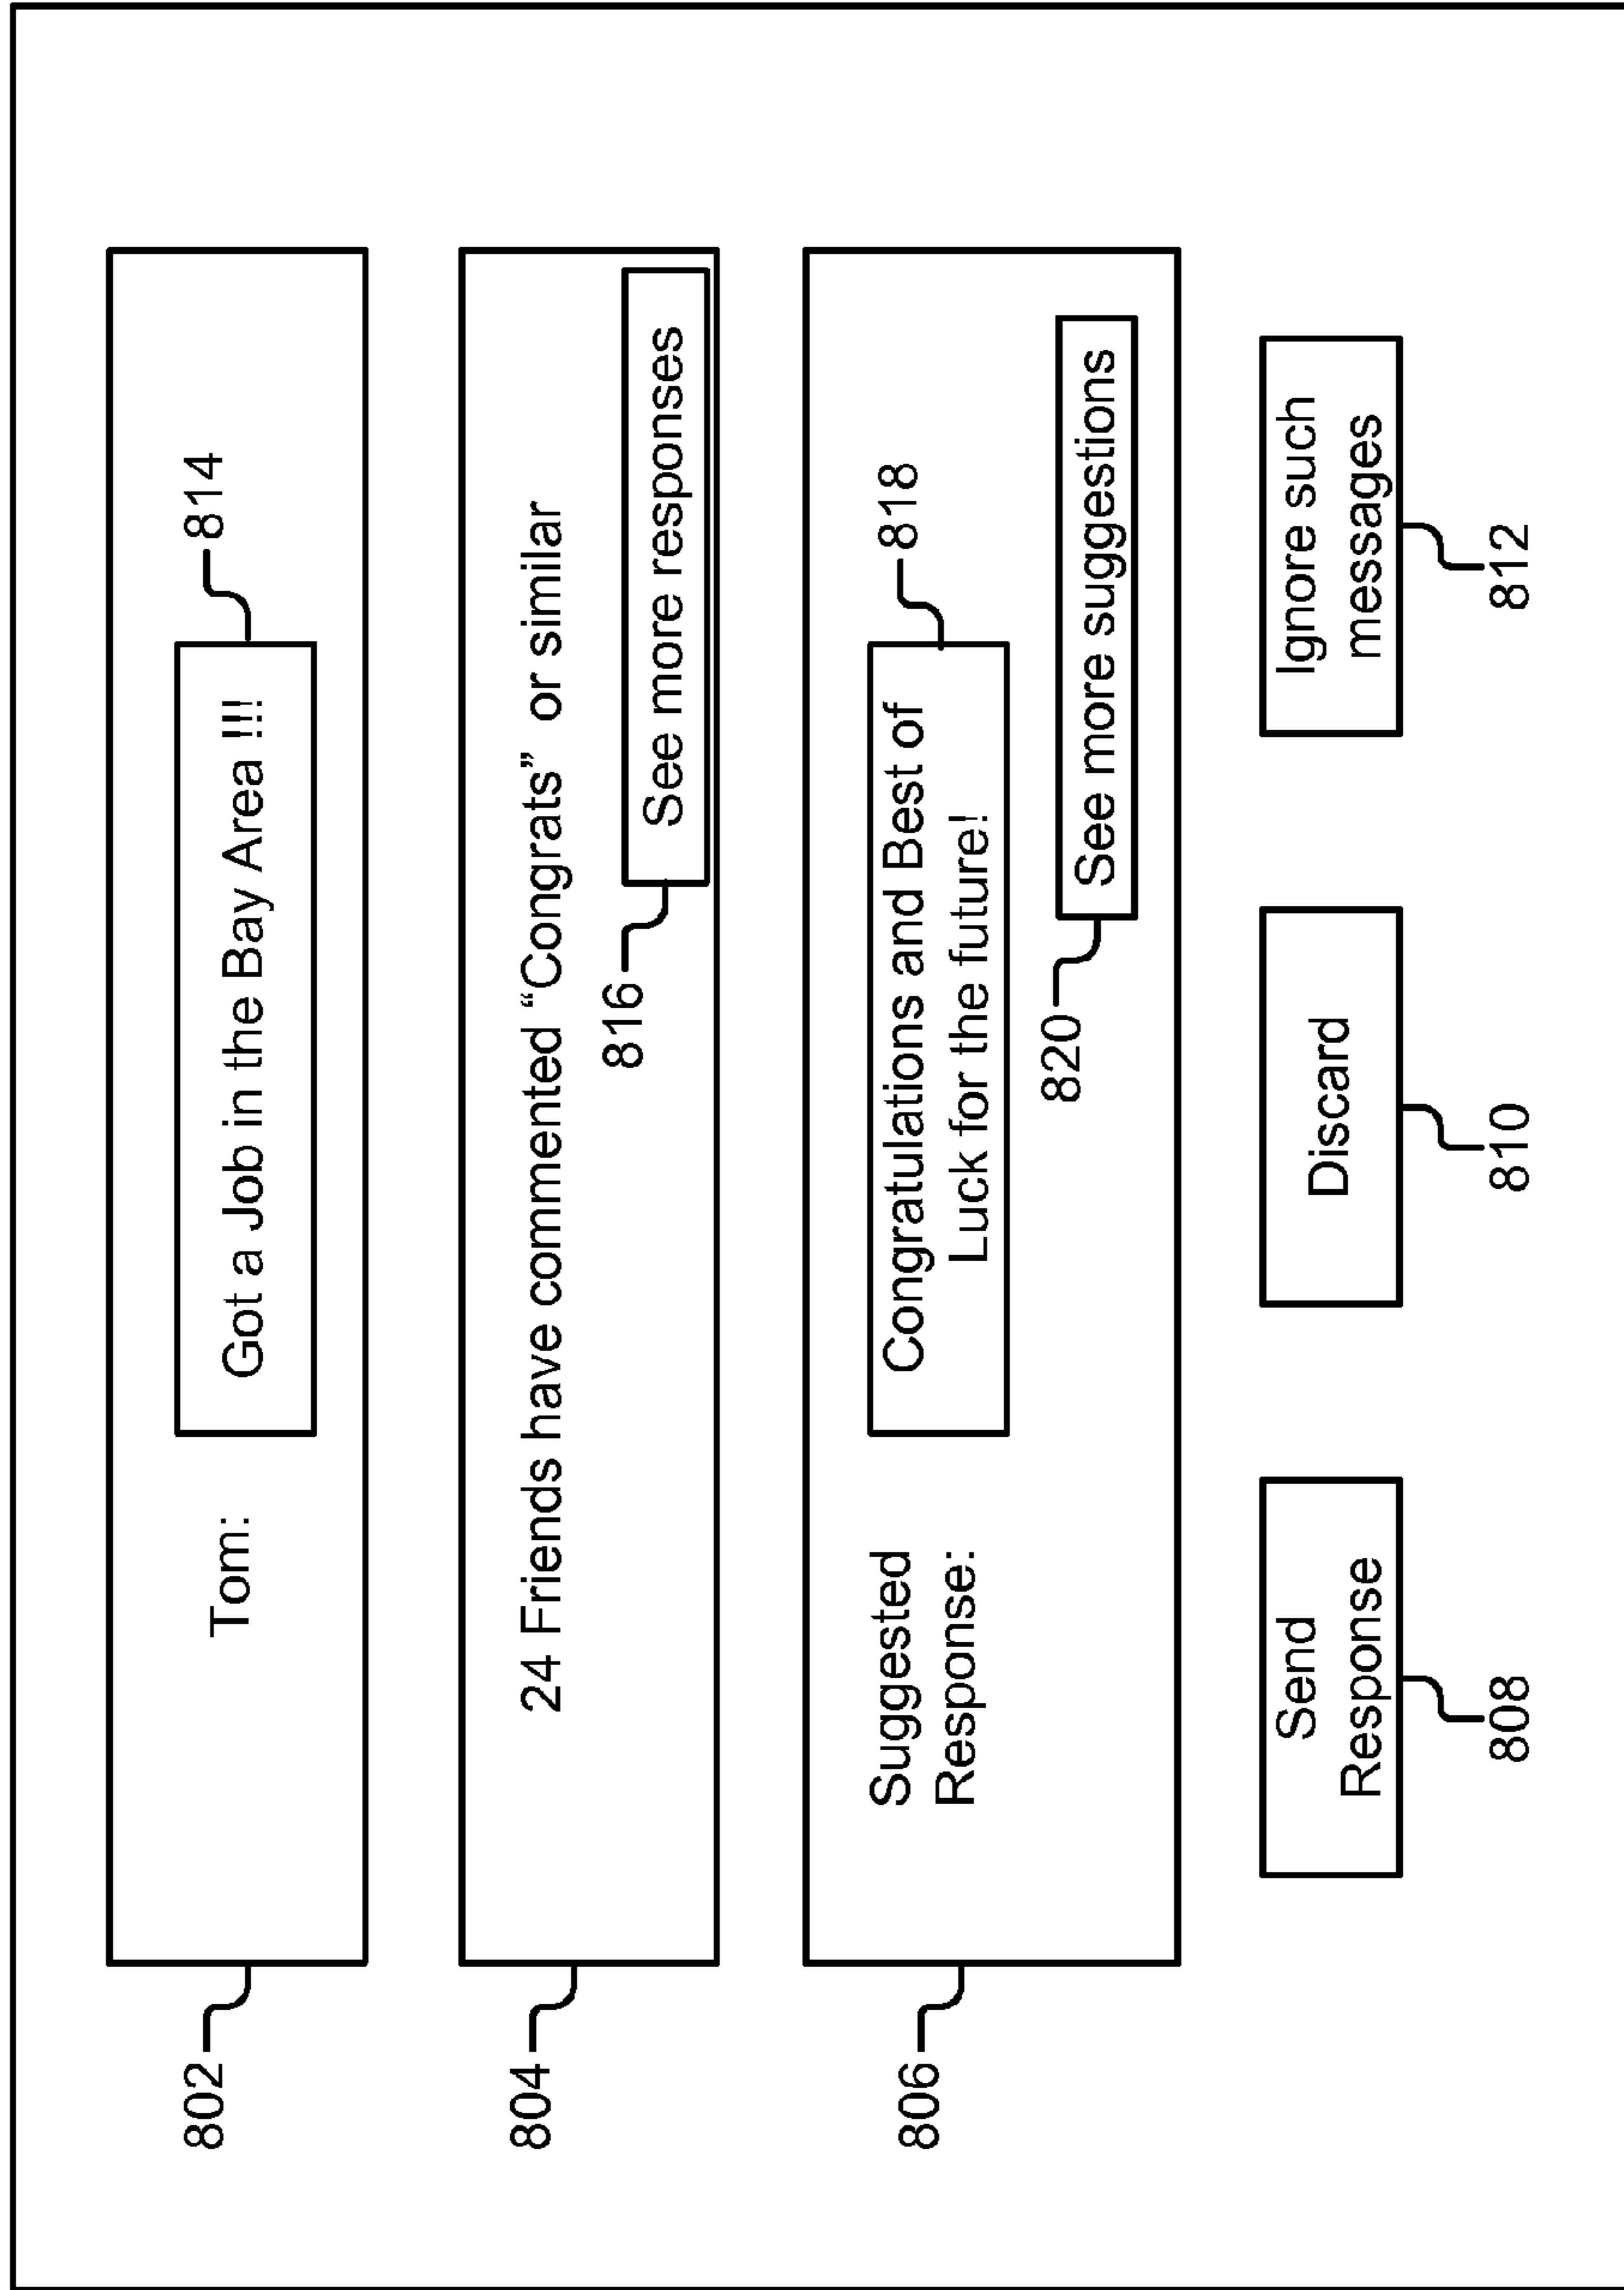 802
Tom:
Got a Job in the Bay Area !!!
814
804
24 Friends have commented “Congrats” or similar
816
See more responses
806
Suggested
Response:
Congratulations and Best of
Luck for the future!
818
820
See more suggestions
Send
Response
808
Discard
810
Ignore such
messages
812